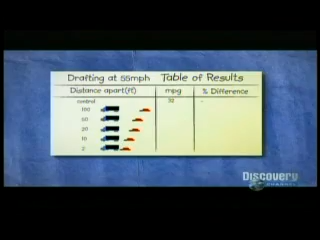 Drafting at 55mph Table of Results
Distance apart(ft) mpg % Difference
control 32 -
100
50
20
10
2
Discovery
CHANNEL